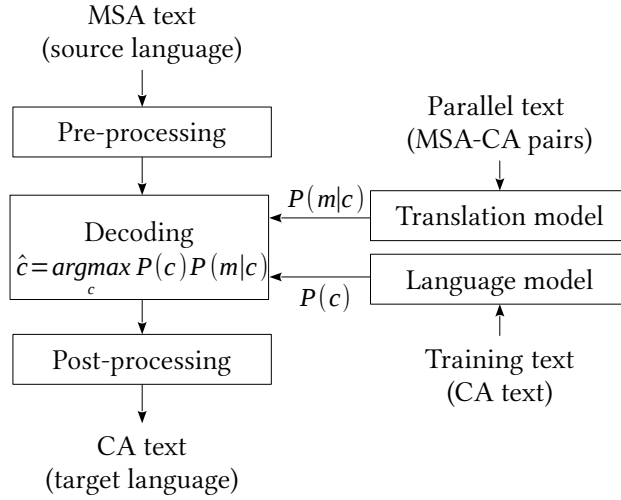 MSA text
(source language)
Pre-processing
Decoding
ĉ=argmax P(c)P(m|c)
c
Post-processing
CA text
(target language)
Parallel text
(MSA-CA pairs)
P(m|c)
Translation model
Language model
P(c)
Training text
(CA text)